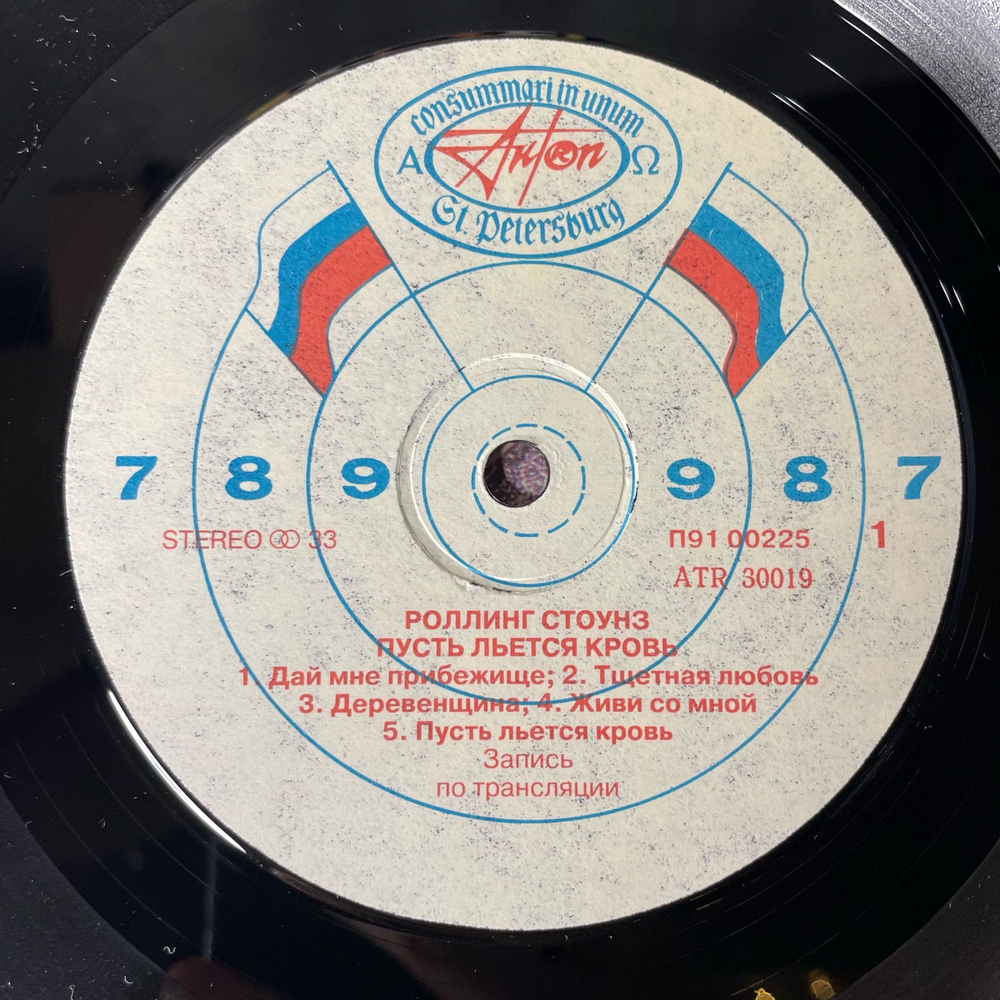 consummari in unum
Α Anton Ω
St. Petersburg
7 8 9 9 8 7
STEREO 33 П91 00225 1
ATR 30019
РОЛЛИНГ СТОУНЗ
ПУСТЬ ЛЬЕТСЯ КРОВЬ
1. Дай мне прибежище; 2. Тщетная любовь
3. Деревенщина; 4. Живи со мной
5. Пусть льется кровь
Запись
по трансляции